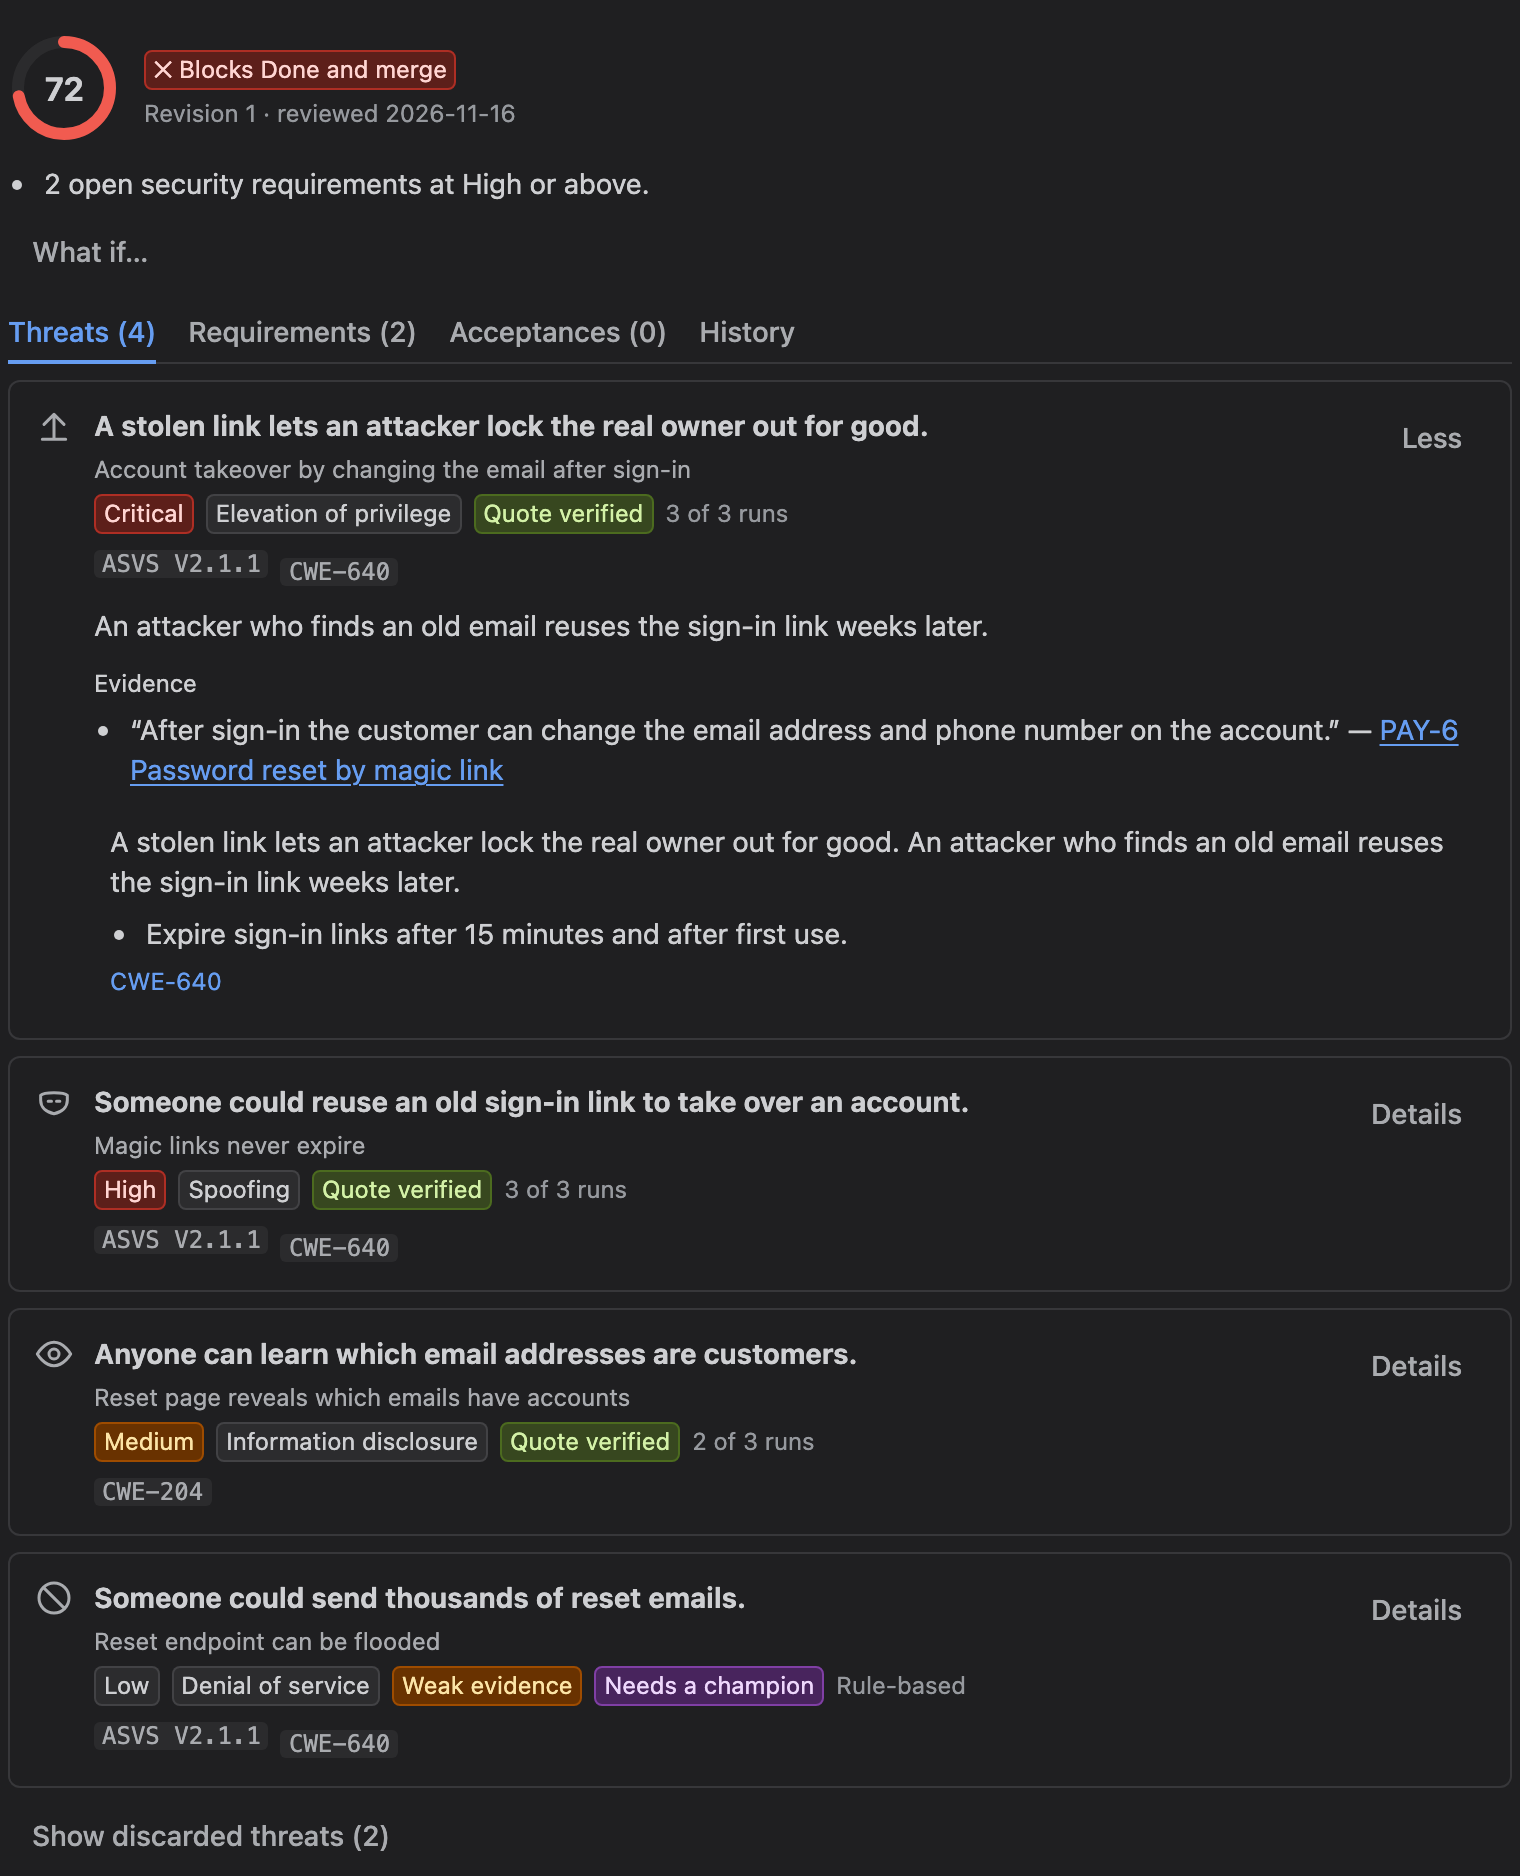 72
Blocks Done and merge
Revision 1 · reviewed 2026-11-16
• 2 open security requirements at High or above.
What if...
Threats (4) Requirements (2) Acceptances (0) History
A stolen link lets an attacker lock the real owner out for good.
Less
Account takeover by changing the email after sign-in
Critical Elevation of privilege Quote verified 3 of 3 runs
ASVS V2.1.1 CWE-640
An attacker who finds an old email reuses the sign-in link weeks later.
Evidence
• “After sign-in the customer can change the email address and phone number on the account.” — PAY-6
Password reset by magic link
A stolen link lets an attacker lock the real owner out for good. An attacker who finds an old email reuses
the sign-in link weeks later.
• Expire sign-in links after 15 minutes and after first use.
CWE-640
Someone could reuse an old sign-in link to take over an account.
Details
Magic links never expire
High Spoofing Quote verified 3 of 3 runs
ASVS V2.1.1 CWE-640
Anyone can learn which email addresses are customers.
Details
Reset page reveals which emails have accounts
Medium Information disclosure Quote verified 2 of 3 runs
CWE-204
Someone could send thousands of reset emails.
Details
Reset endpoint can be flooded
Low Denial of service Weak evidence Needs a champion Rule-based
ASVS V2.1.1 CWE-640
Show discarded threats (2)